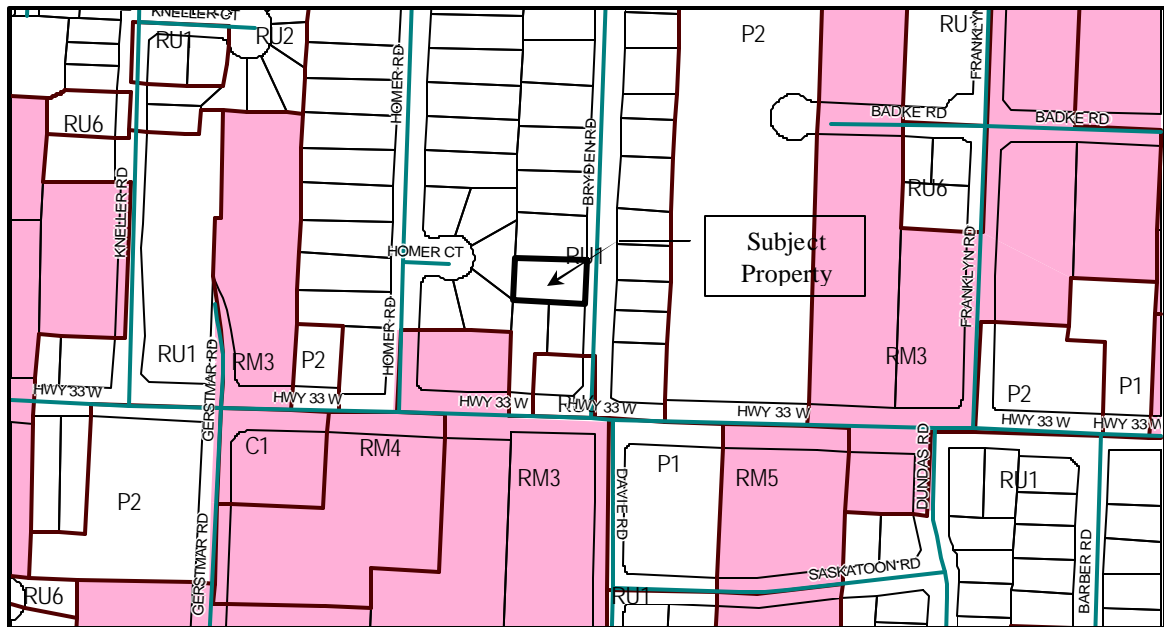 KNELLER CT
RU1
RU2
P2
RU
FRANKLYN
HOMER RD
BADKE RD
BADKE RD
RU6
KNELLER RD
BRYDEN RD
RU6
HOMER CT
RU1
Subject
Property
FRANKLYN RD
HOMER RD
RU1
GERSTMAR RD
RM3
P2
RM3
P2
P1
HWY 33 W
HWY 33 W
HWY 33 W
HWY 33 W
HWY 33 W
HWY 33 W
HWY 33 W
C1
RM4
RM3
P1
RM5
DAVIE RD
DUNDAS RD
RU1
P2
GERSTMAR RD
SASKATOON RD
BARBER RD
RU6
RU1